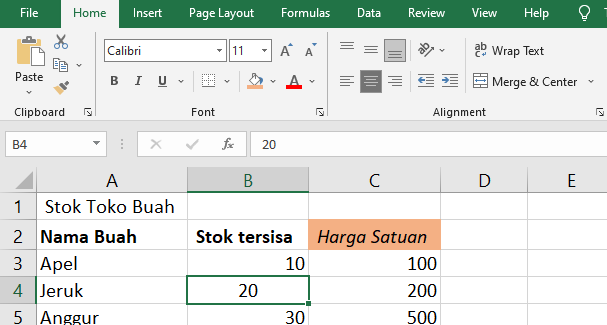 File Home Insert Page Layout Formulas Data Review View Help
Calibri 11 A A ab Wrap Text
Paste B I U A Merge & Center
Clipboard Font Alignment
B4 fx 20
A B C D E
1 Stok Toko Buah
2 Nama Buah Stok tersisa Harga Satuan
3 Apel 10 100
4 Jeruk 20 200
5 Anggur 30 500